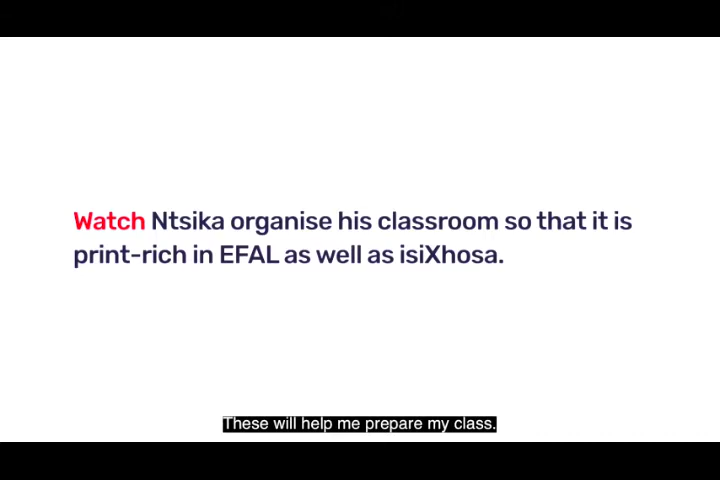 Watch Ntsika organise his classroom so that it is
print-rich in EFAL as well as isiXhosa.
These will help me prepare my class.